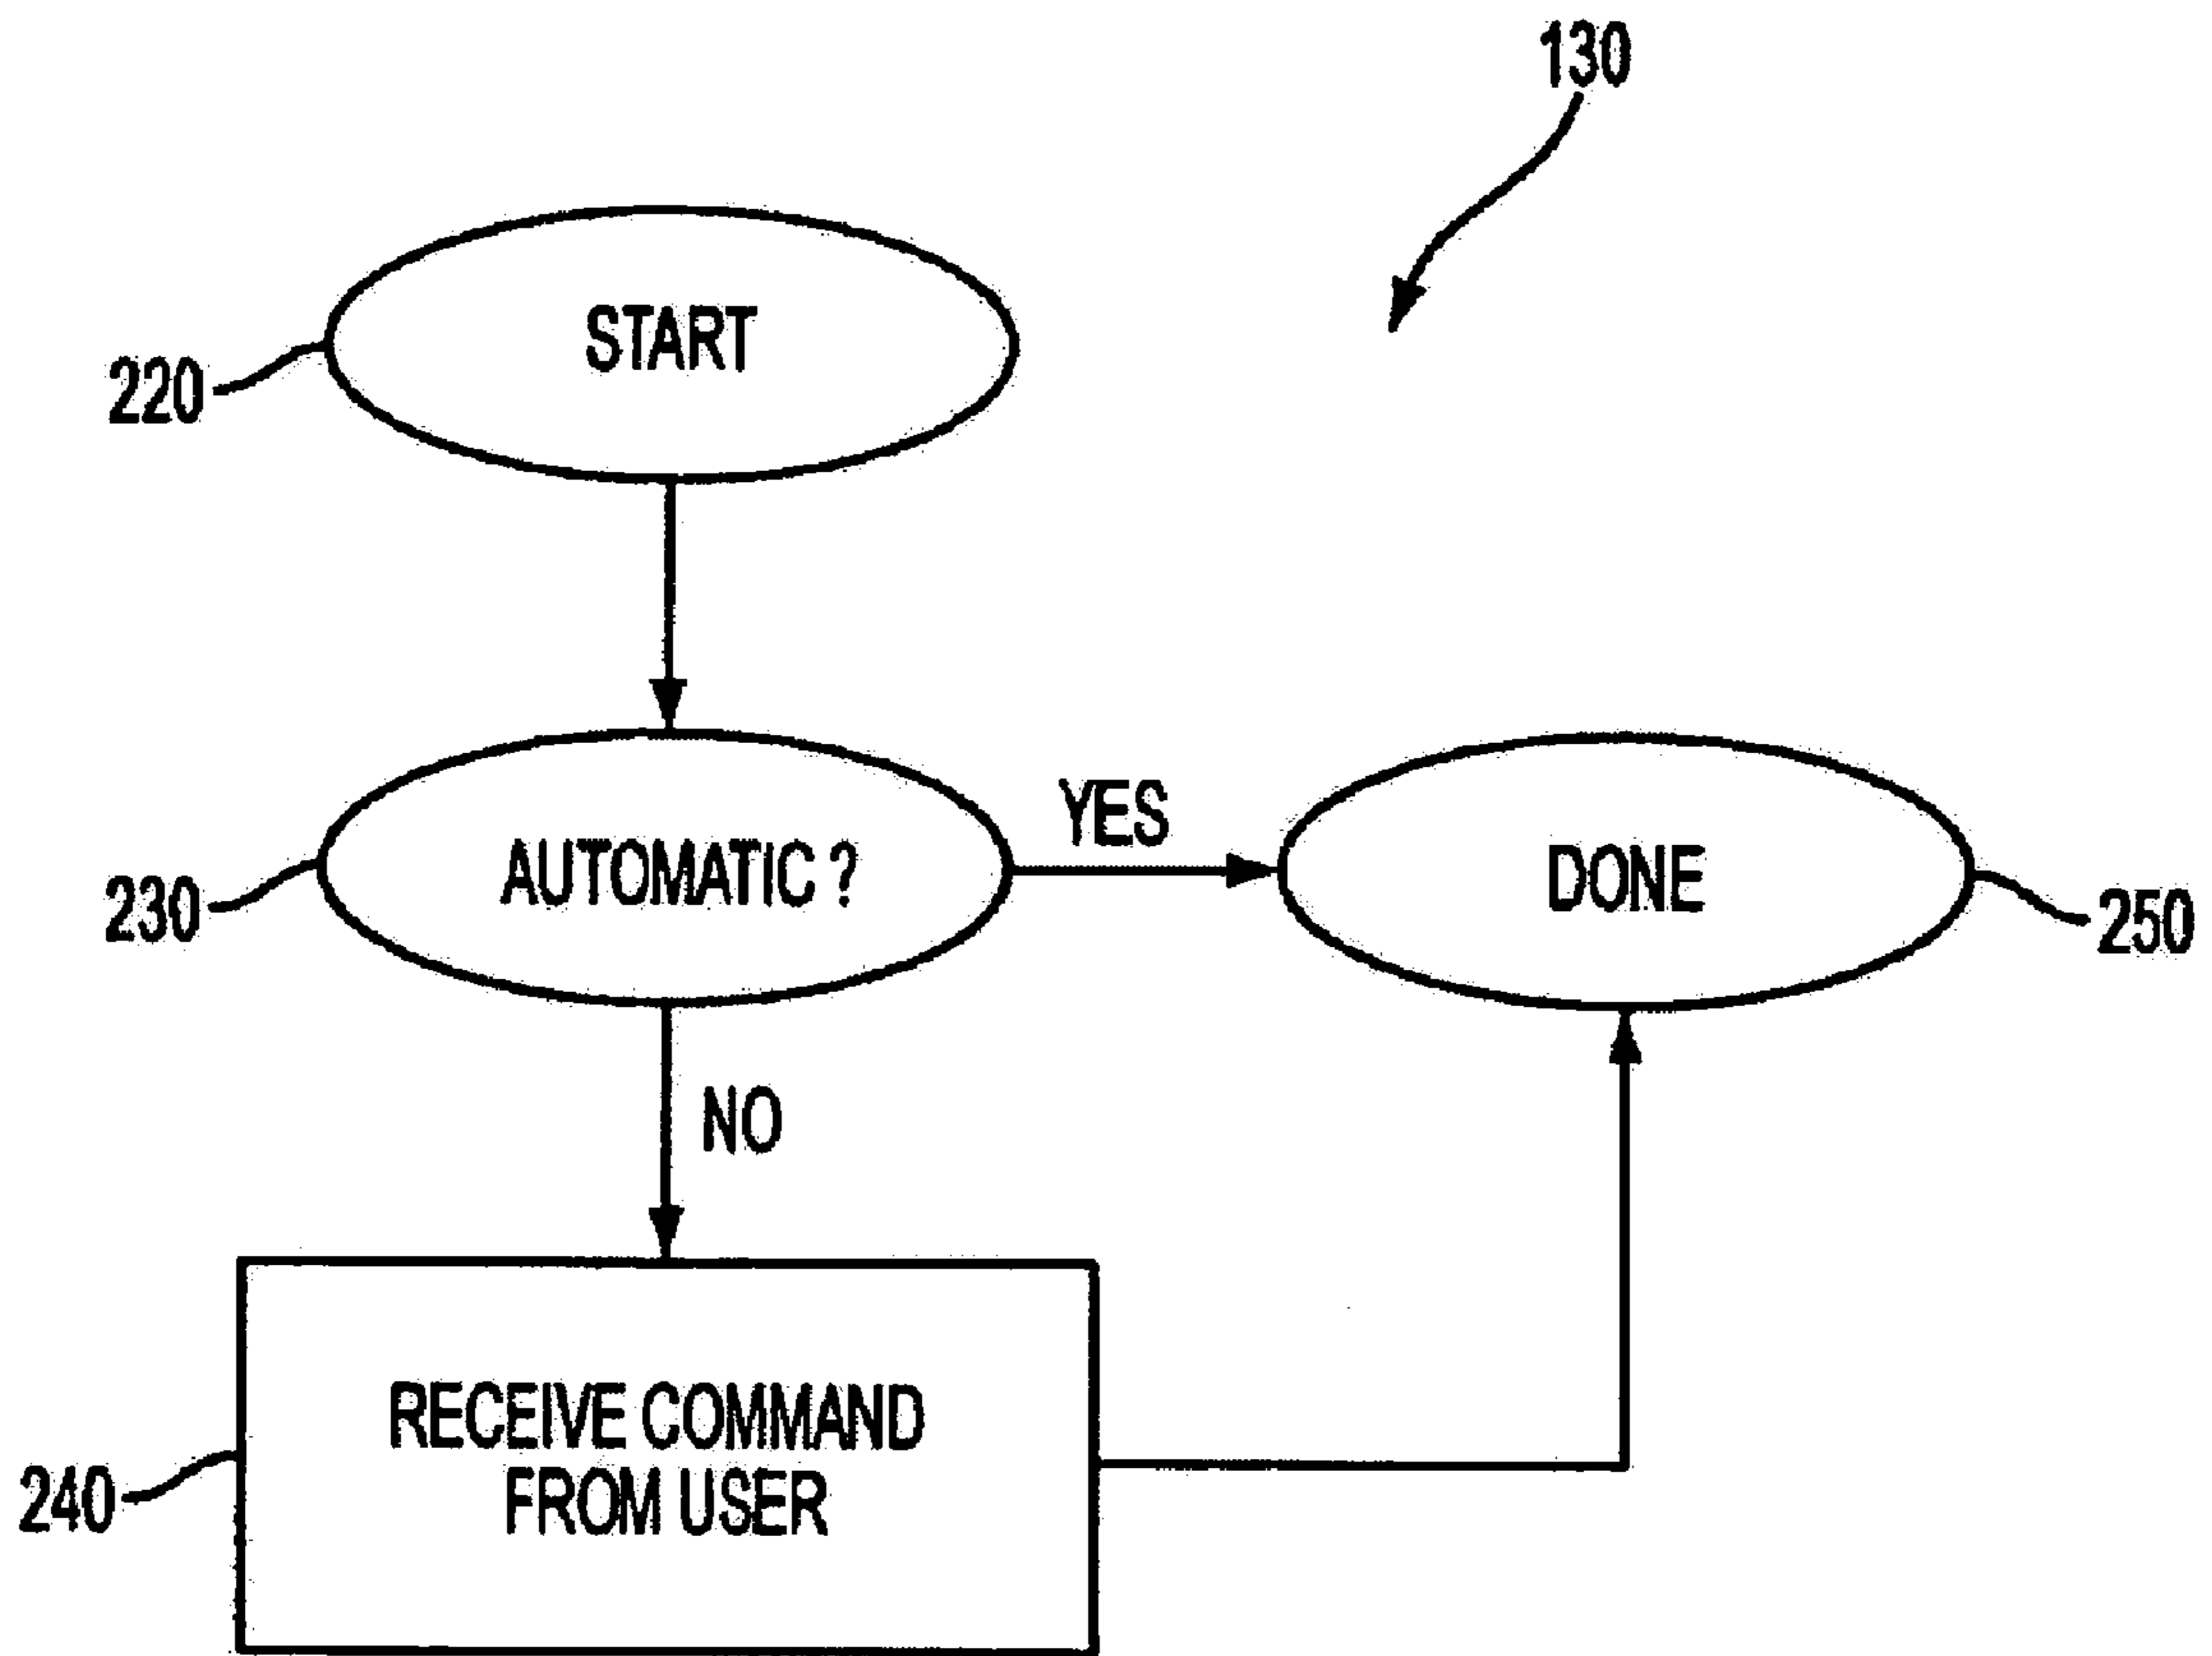 130
START
220
AUTOMATIC ?
YES
DONE
230
250
NO
RECEIVE COMMAND
FROM USER
240